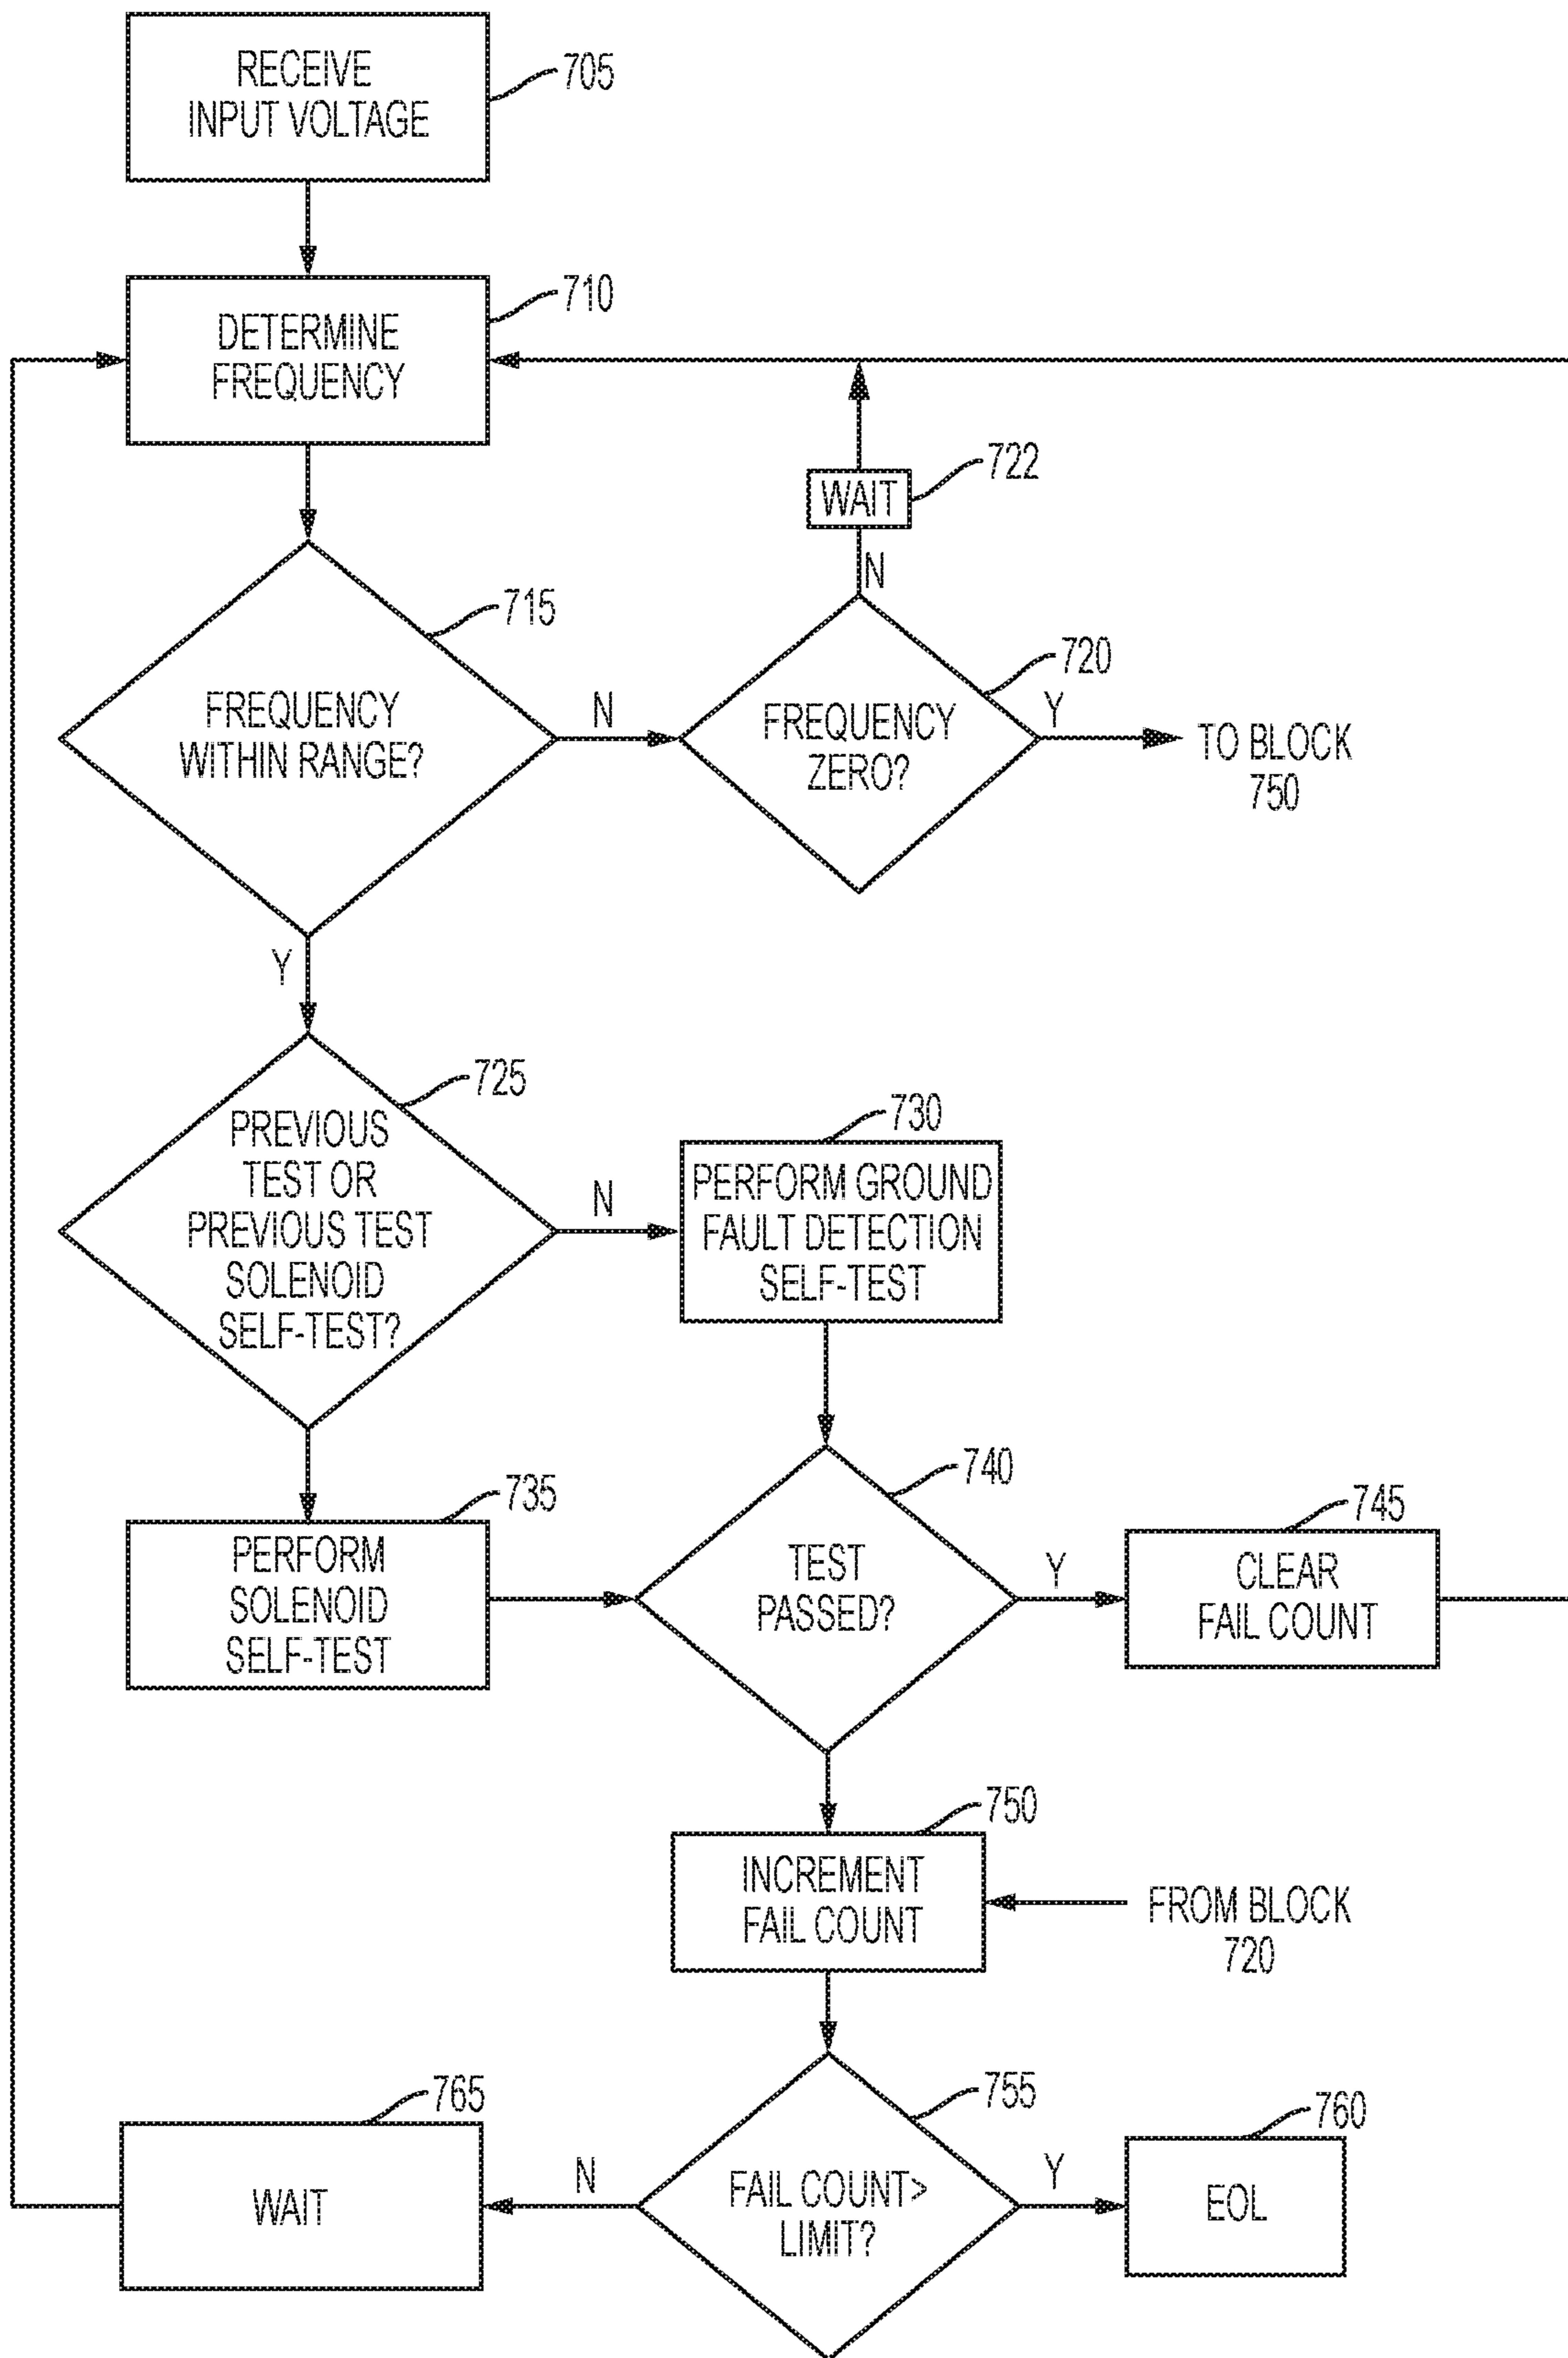 RECEIVE
INPUT VOLTAGE
705
DETERMINE
FREQUENCY
710
722
WAIT
N
715
FREQUENCY
WITHIN RANGE?
N
720
FREQUENCY
ZERO?
Y
TO BLOCK
750
Y
725
PREVIOUS
TEST OR
PREVIOUS TEST
SOLENOID
SELF-TEST?
N
730
PERFORM GROUND
FAULT DETECTION
SELF-TEST
735
PERFORM
SOLENOID
SELF-TEST
740
TEST
PASSED?
Y
745
CLEAR
FAIL COUNT
750
INCREMENT
FAIL COUNT
FROM BLOCK
720
765
WAIT
N
755
FAIL COUNT>
LIMIT?
Y
760
EOL